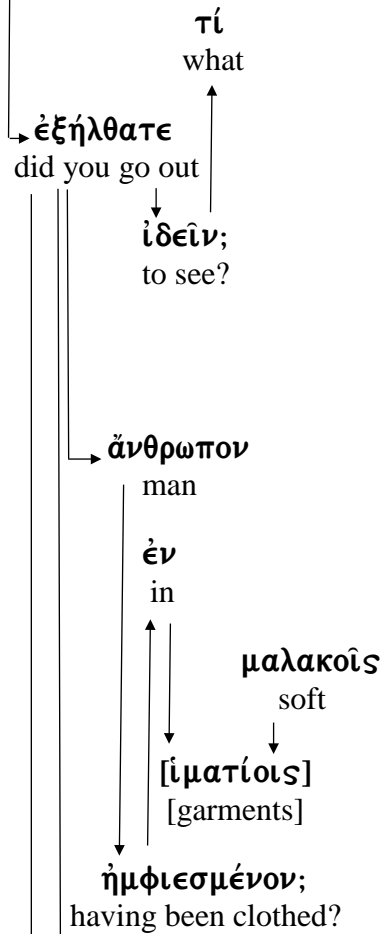 τί
what
ἐξήλθατε
did you go out
ἰδεῖν;
to see?
ἄνθρωπον
man
ἐν
in
μαλακοῖς
soft
[ἱματίοις]
[garments]
ἠμφιεσμένον;
having been clothed?